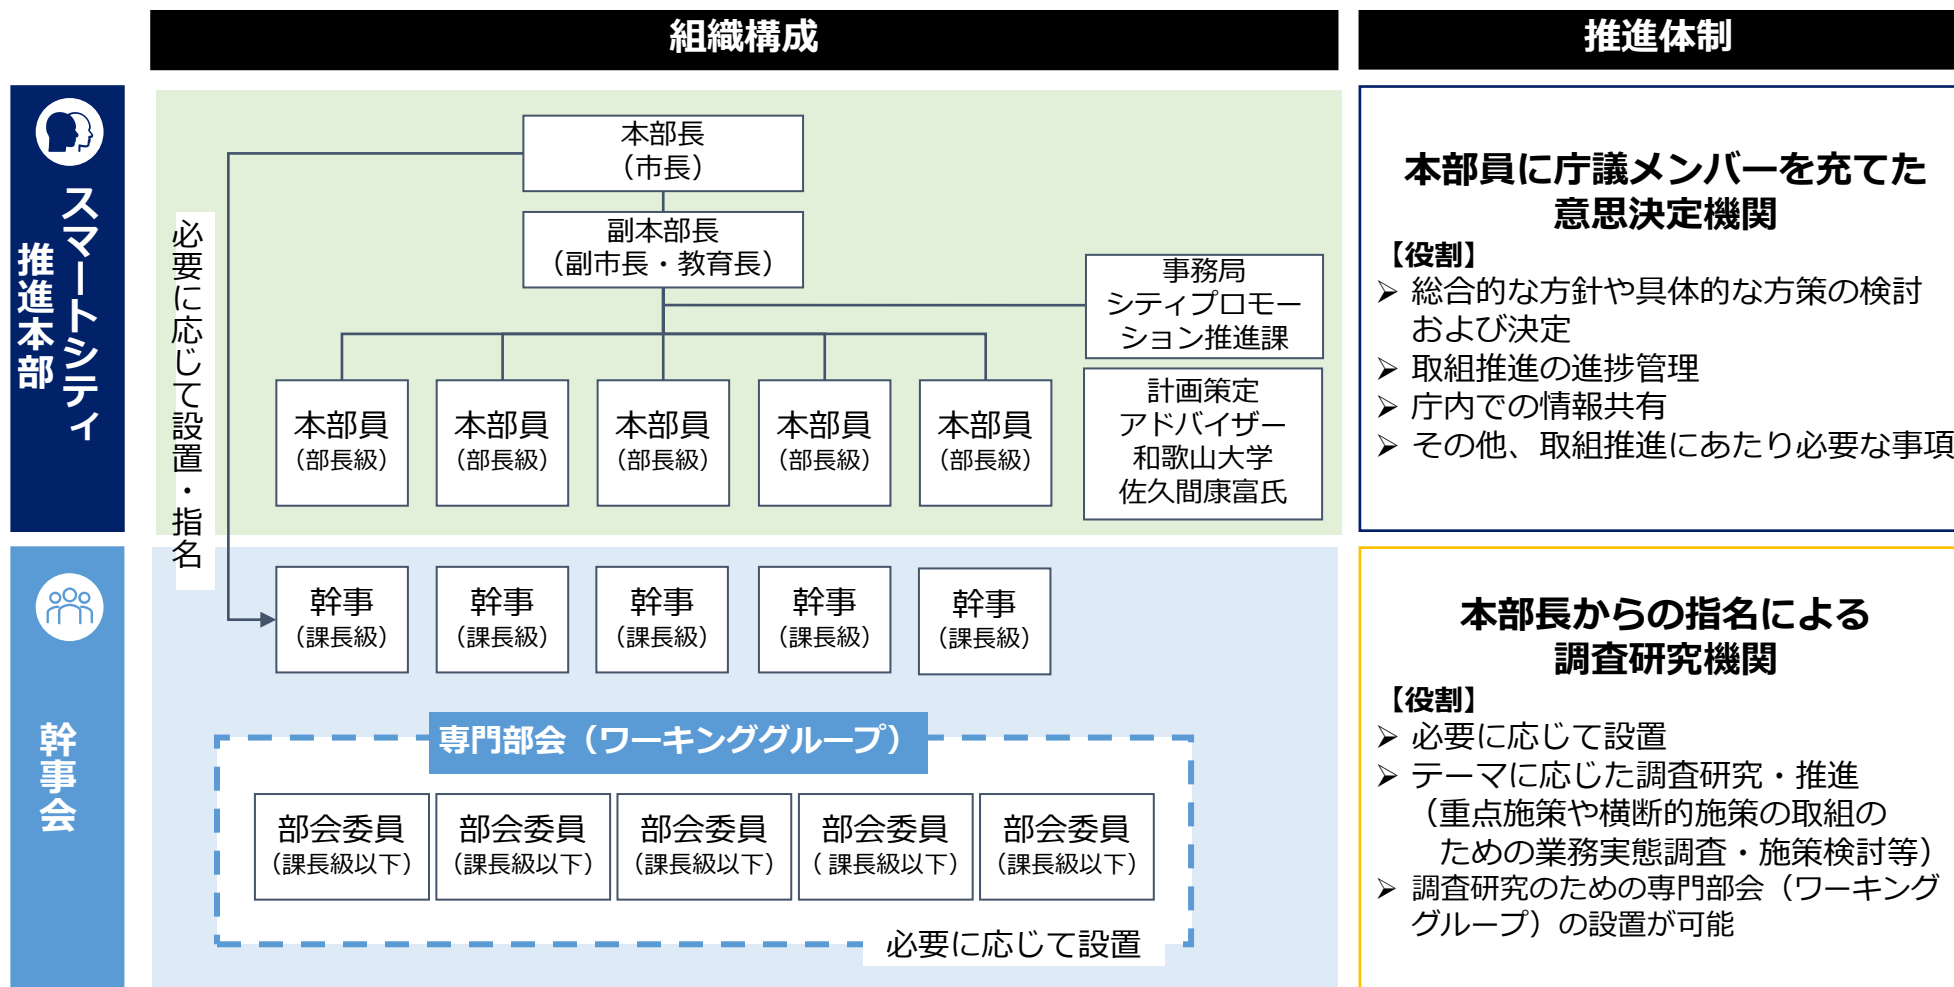 組織構成
推進体制
スマートシティ
推進本部
本部長
（市長）
副本部長
（副市長・教育長）
事務局
シティプロモー
ション推進課
計画策定
アドバイザー
和歌山大学
佐久間康富氏
必要に応じて設置・指名
本部員
（部長級）
本部員
（部長級）
本部員
（部長級）
本部員
（部長級）
本部員
（部長級）
本部員に庁議メンバーを充てた
意思決定機関
【役割】
➢ 総合的な方針や具体的な方策の検討
および決定
➢ 取組推進の進捗管理
➢ 庁内での情報共有
➢ その他、取組推進にあたり必要な事項
幹事会
幹事
（課長級）
幹事
（課長級）
幹事
（課長級）
幹事
（課長級）
幹事
（課長級）
専門部会（ワーキンググループ）
部会委員
（課長級以下）
部会委員
（課長級以下）
部会委員
（課長級以下）
部会委員
（ 課長級以下）
部会委員
（課長級以下）
必要に応じて設置
本部長からの指名による
調査研究機関
【役割】
➢ 必要に応じて設置
➢ テーマに応じた調査研究・推進
（重点施策や横断的施策の取組の
ための業務実態調査・施策検討等）
➢ 調査研究のための専門部会（ワーキング
グループ）の設置が可能